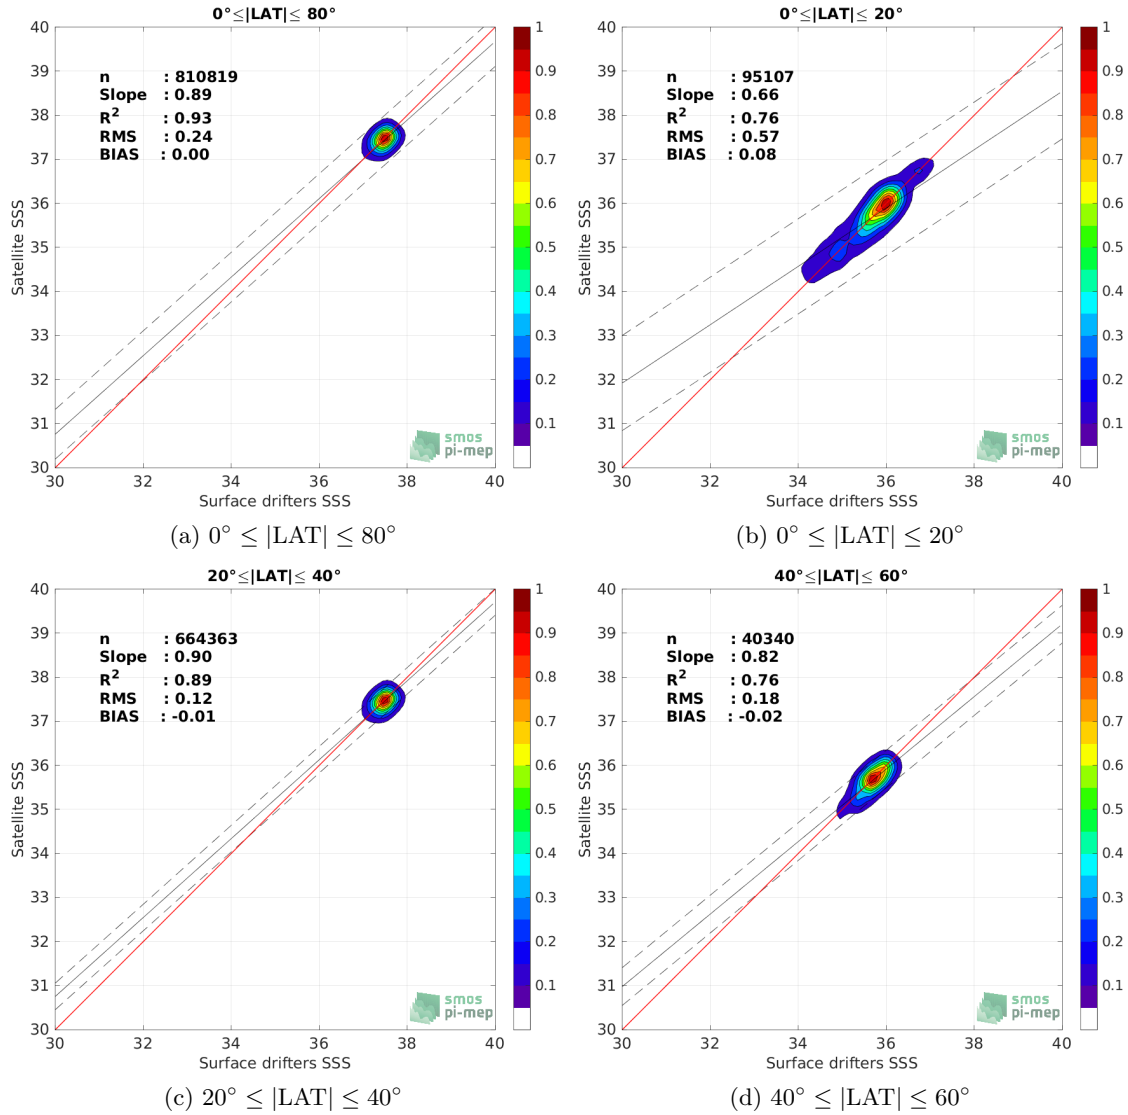 0°≤|LAT|≤ 80°
n : 810819
Slope : 0.89
R² : 0.93
RMS : 0.24
BIAS : 0.00
40
39
38
37
36
35
34
33
32
31
30
30 32 34 36 38 40
Satellite SSS
Surface drifters SSS
1
0.9
0.8
0.7
0.6
0.5
0.4
0.3
0.2
0.1
smos
pi-mep
(a) 0° ≤ |LAT| ≤ 80°
0°≤|LAT|≤ 20°
n : 95107
Slope : 0.66
R² : 0.76
RMS : 0.57
BIAS : 0.08
40
39
38
37
36
35
34
33
32
31
30
30 32 34 36 38 40
Satellite SSS
Surface drifters SSS
1
0.9
0.8
0.7
0.6
0.5
0.4
0.3
0.2
0.1
smos
pi-mep
(b) 0° ≤ |LAT| ≤ 20°
20°≤|LAT|≤ 40°
n : 664363
Slope : 0.90
R² : 0.89
RMS : 0.12
BIAS : -0.01
40
39
38
37
36
35
34
33
32
31
30
30 32 34 36 38 40
Satellite SSS
Surface drifters SSS
1
0.9
0.8
0.7
0.6
0.5
0.4
0.3
0.2
0.1
smos
pi-mep
(c) 20° ≤ |LAT| ≤ 40°
40°≤|LAT|≤ 60°
n : 40340
Slope : 0.82
R² : 0.76
RMS : 0.18
BIAS : -0.02
40
39
38
37
36
35
34
33
32
31
30
30 32 34 36 38 40
Satellite SSS
Surface drifters SSS
1
0.9
0.8
0.7
0.6
0.5
0.4
0.3
0.2
0.1
smos
pi-mep
(d) 40° ≤ |LAT| ≤ 60°